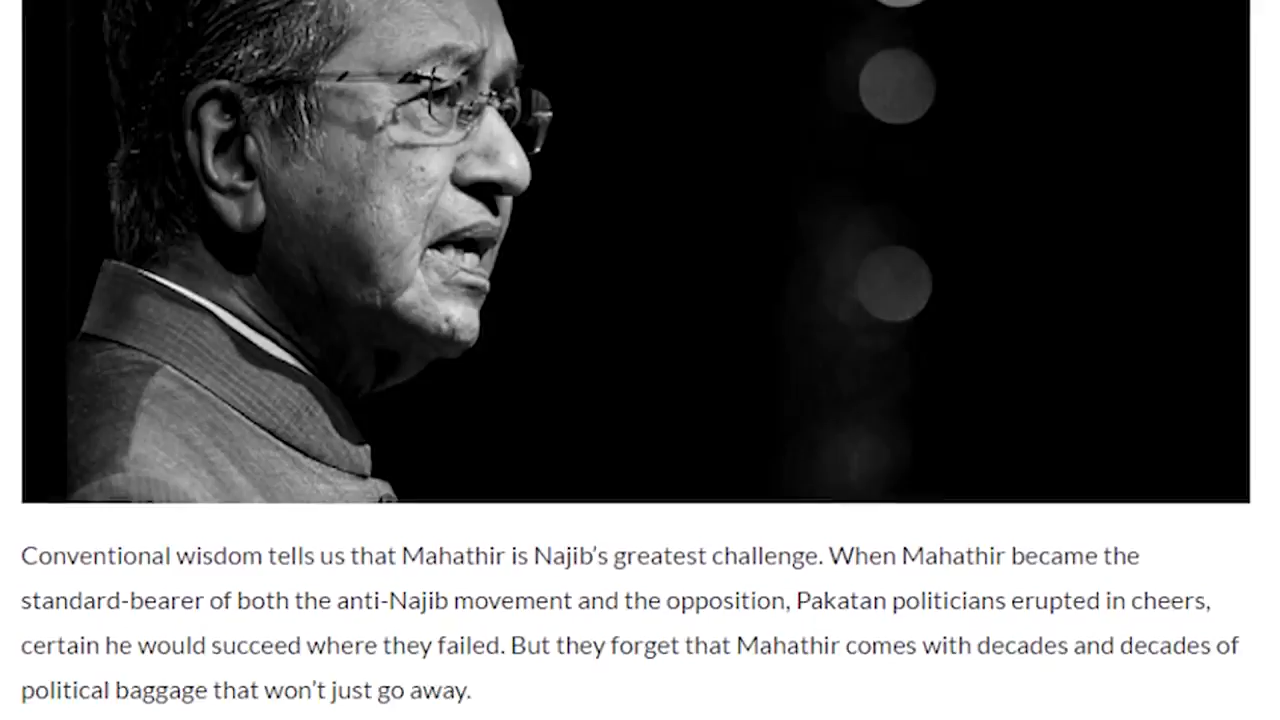 Conventional wisdom tells us that Mahathir is Najib’s greatest challenge. When Mahathir became the
standard-bearer of both the anti-Najib movement and the opposition, Pakatan politicians erupted in cheers,
certain he would succeed where they failed. But they forget that Mahathir comes with decades and decades of
political baggage that won’t just go away.